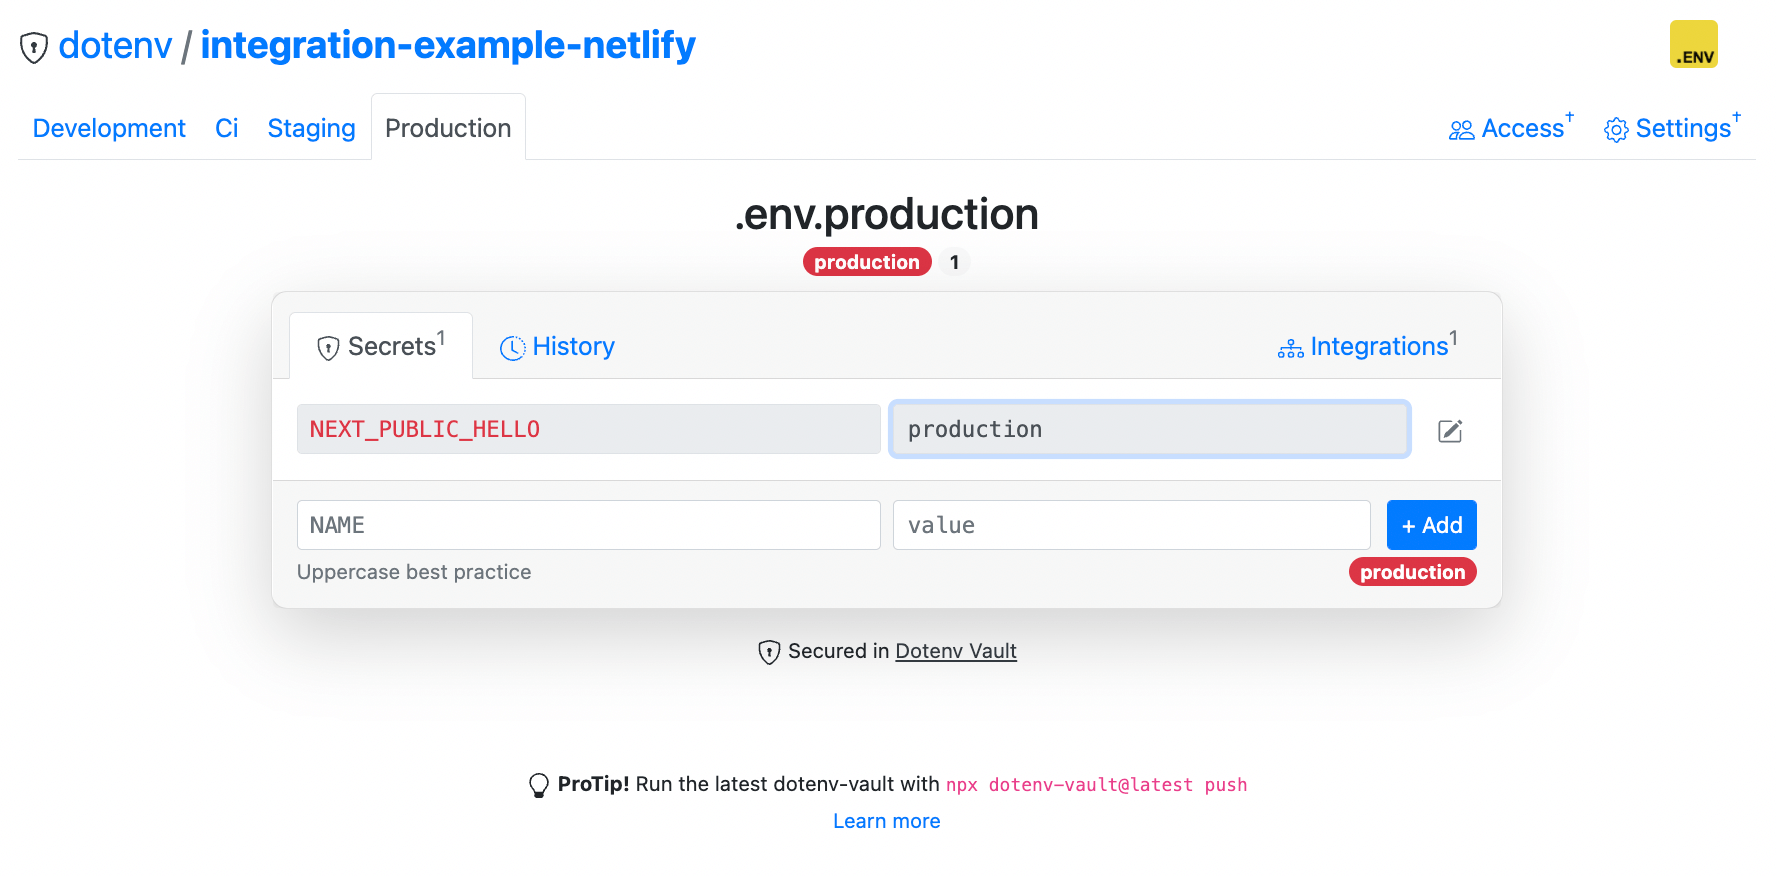 dotenv / integration-example-netlify
.ENV
Development Ci Staging Production Access† Settings†
.env.production
production 1
Secrets1 History Integrations1
NEXT_PUBLIC_HELLO production
NAME value + Add
Uppercase best practice production
Secured in Dotenv Vault
ProTip! Run the latest dotenv-vault with npx dotenv-vault@latest push
Learn more